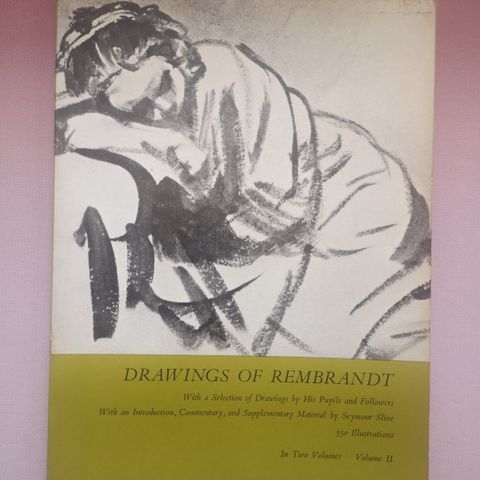 DRAWINGS OF REMBRANDT
With a Selection of Drawings by His Pupils and Followers
With an Introduction, Commentary, and Supplementary Material by Seymour Slive
550 Illustrations
In Two Volumes Volume II